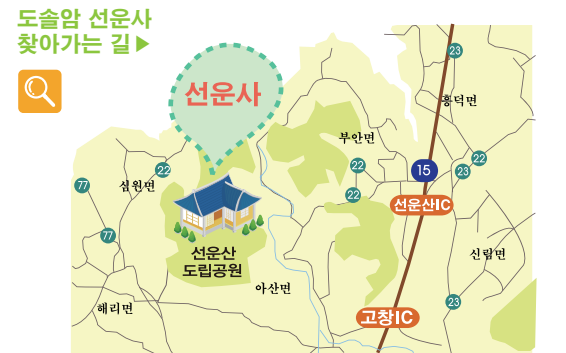 도솔암 선운사
찾아가는 길▶
선운사
23
흥덕면
부안면
22
15
22
23
22
77
심원면
22
선운산IC
77
선운산
도립공원
신림면
아산면
해리면
23
고창IC